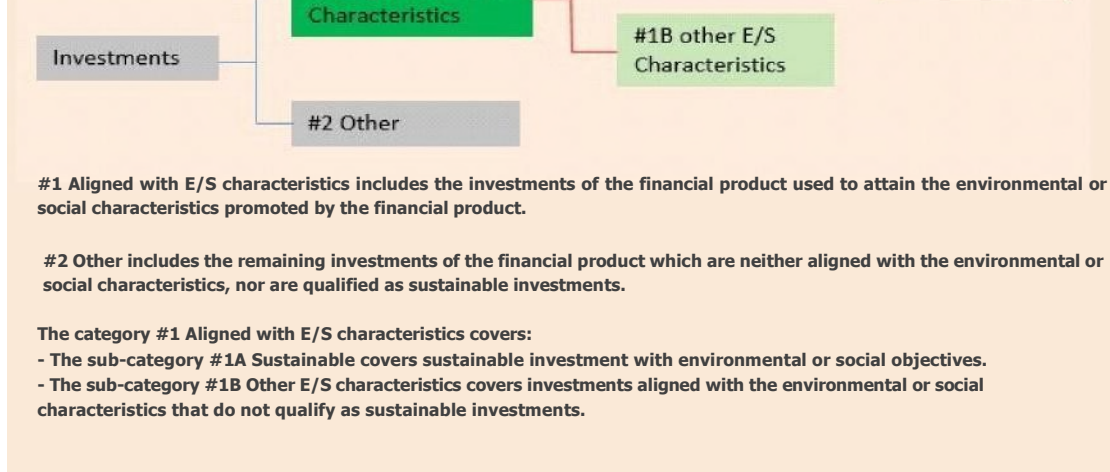 Characteristics
#1B other E/S
Characteristics
Investments
#2 Other
#1 Aligned with E/S characteristics includes the investments of the financial product used to attain the environmental or
social characteristics promoted by the financial product.
#2 Other includes the remaining investments of the financial product which are neither aligned with the environmental or
social characteristics, nor are qualified as sustainable investments.
The category #1 Aligned with E/S characteristics covers:
- The sub-category #1A Sustainable covers sustainable investment with environmental or social objectives.
- The sub-category #1B Other E/S characteristics covers investments aligned with the environmental or social
characteristics that do not qualify as sustainable investments.